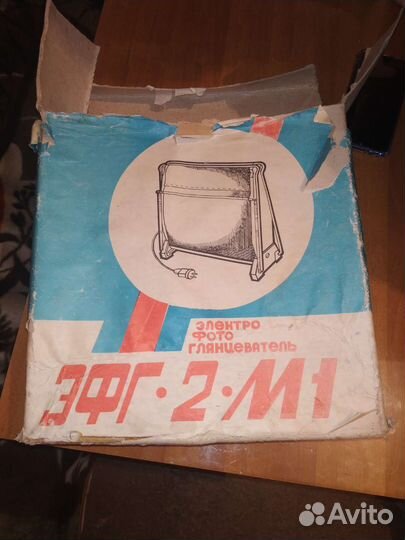 электро
фото
глянцеватель
ЭФГ·2·М1
Avito